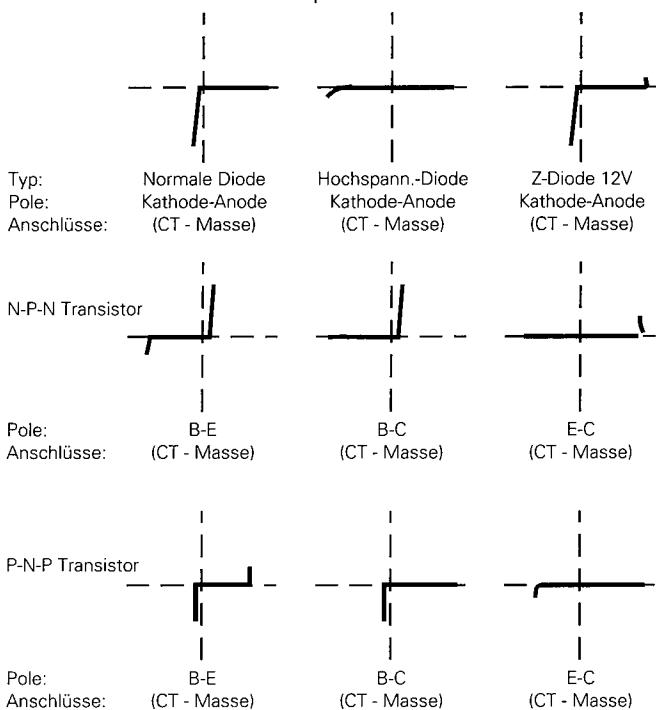 Typ: Normale Diode Hochspann.-Diode Z-Diode 12V
Pole: Kathode-Anode Kathode-Anode Kathode-Anode
Anschlüsse: (CT - Masse) (CT - Masse) (CT - Masse)
N-P-N Transistor
Pole: B-E B-C E-C
Anschlüsse: (CT - Masse) (CT - Masse) (CT - Masse)
P-N-P Transistor
Pole: B-E B-C E-C
Anschlüsse: (CT - Masse) (CT - Masse) (CT - Masse)